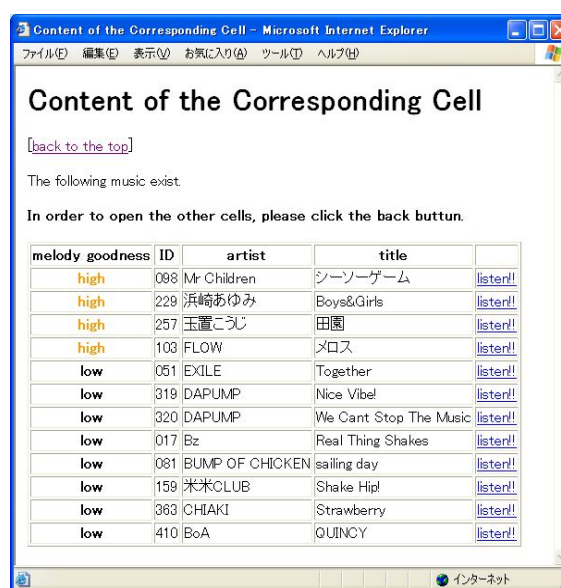 Content of the Corresponding Cell - Microsoft Internet Explorer
ファイル(F) 編集(E) 表示(V) お気に入り(A) ツール(T) ヘルプ(H)
Content of the Corresponding Cell
[back to the top]
The following music exist.
In order to open the other cells, please click the back buttun.
melody goodness ID artist title
high 098 Mr Children シーソーゲーム listen!!
high 229 浜崎あゆみ Boys&Girls listen!!
high 257 玉置こうじ 田園 listen!!
high 103 FLOW メロス listen!!
low 051 EXILE Together listen!!
low 319 DAPUMP Nice Vibe! listen!!
low 320 DAPUMP We Cant Stop The Music listen!!
low 017 Bz Real Thing Shakes listen!!
low 081 BUMP OF CHICKEN sailing day listen!!
low 159 米米CLUB Shake Hip! listen!!
low 363 CHIAKI Strawberry listen!!
low 410 BoA QUINCY listen!!
インターネット